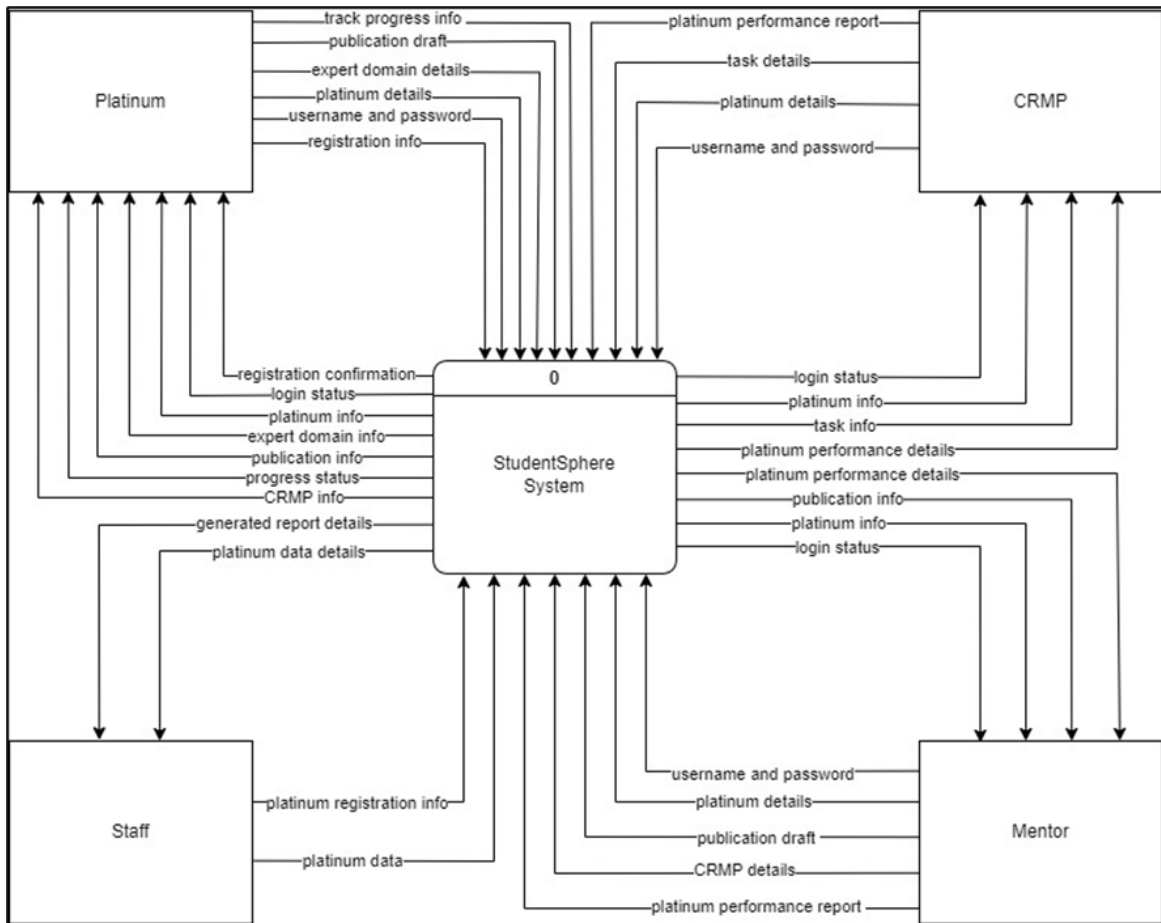 track progress info
publication draft
expert domain details
platinum details
username and password
registration info
Platinum
platinum performance report
task details
platinum details
username and password
CRMP
registration confirmation
login status
platinum info
expert domain info
publication info
progress status
CRMP info
generated report details
platinum data details
0
StudentSphere
System
login status
platinum info
task info
platinum performance details
platinum performance details
publication info
platinum info
login status
Staff
platinum registration info
platinum data
username and password
platinum details
publication draft
CRMP details
platinum performance report
Mentor